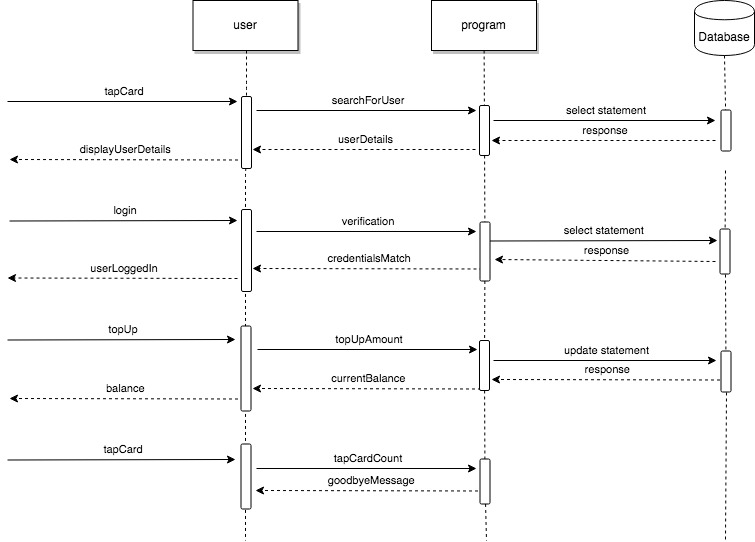 user
program
Database
tapCard
searchForUser
select statement
response
userDetails
displayUserDetails
login
verification
select statement
response
credentialsMatch
userLoggedIn
topUp
topUpAmount
update statement
response
currentBalance
balance
tapCard
tapCardCount
goodbyeMessage